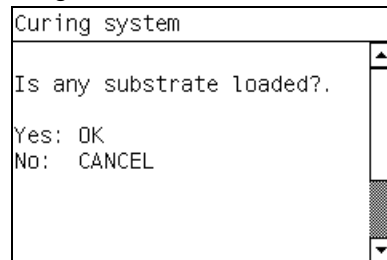 Curing system
Is any substrate loaded?.
Yes: OK
No: CANCEL